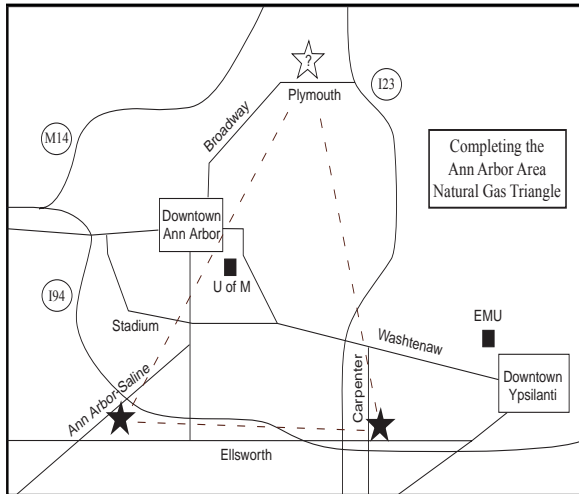 ?
I23
Plymouth
Broadway
M14
Completing the
Ann Arbor Area
Natural Gas Triangle
Downtown
Ann Arbor
U of M
I94
Stadium
EMU
Washtenaw
Carpenter
Downtown
Ypsilanti
Ann Arbor-Saline
Ellsworth